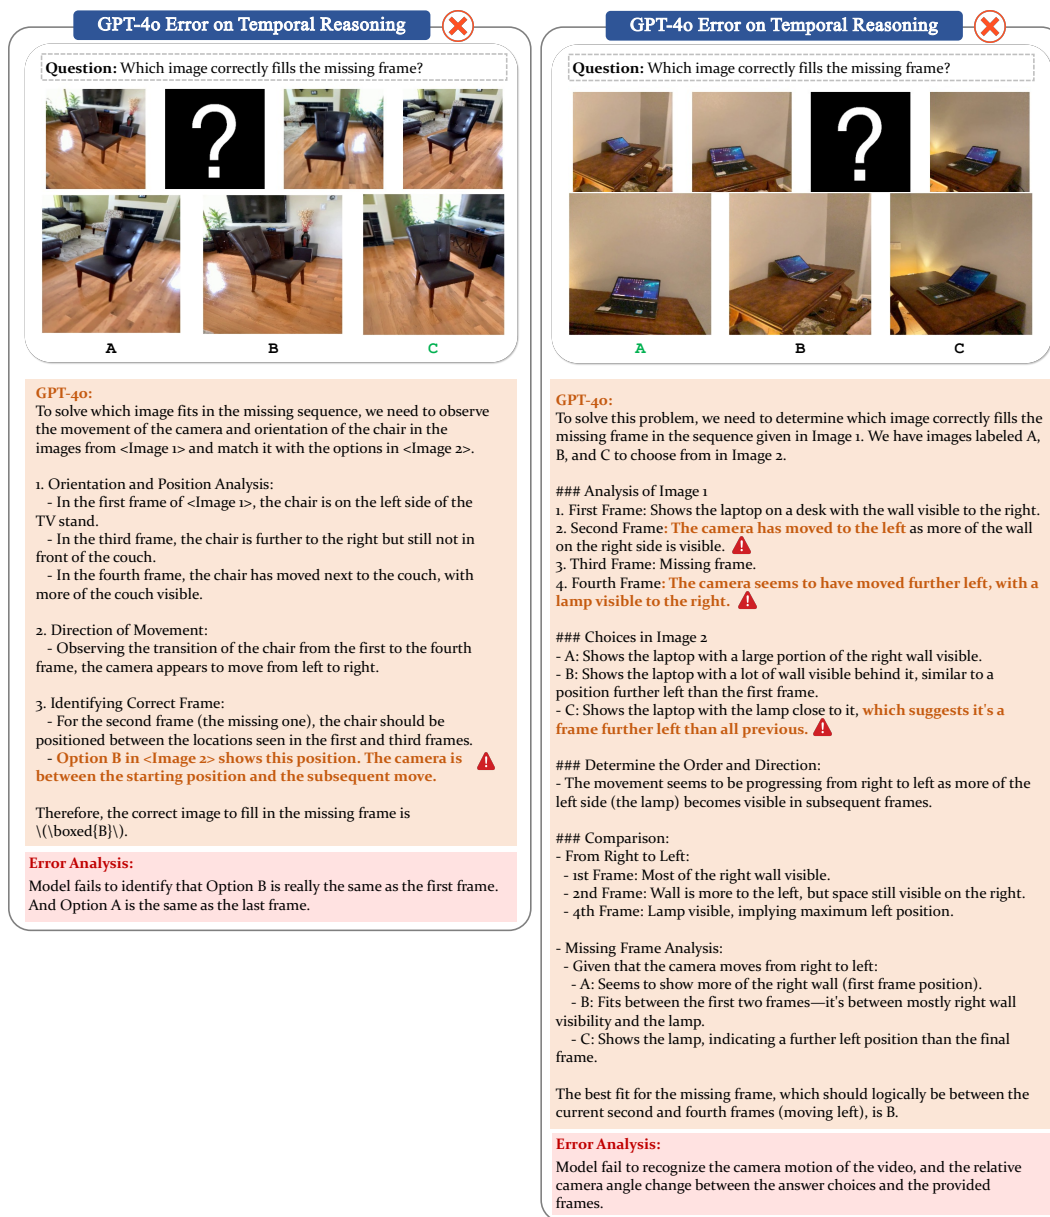 GPT-4o Error on Temporal Reasoning
Question: Which image correctly fills the missing frame?
?
A
B
C
GPT-4o:
To solve which image fits in the missing sequence, we need to observe
the movement of the camera and orientation of the chair in the
images from <Image 1> and match it with the options in <Image 2>.
1. Orientation and Position Analysis:
- In the first frame of <Image 1>, the chair is on the left side of the
TV stand.
- In the third frame, the chair is further to the right but still not in
front of the couch.
- In the fourth frame, the chair has moved next to the couch, with
more of the couch visible.
2. Direction of Movement:
- Observing the transition of the chair from the first to the fourth
frame, the camera appears to move from left to right.
3. Identifying Correct Frame:
- For the second frame (the missing one), the chair should be
positioned between the locations seen in the first and third frames.
- Option B in <Image 2> shows this position. The camera is
between the starting position and the subsequent move.
Therefore, the correct image to fill in the missing frame is
\(\boxed{B}\).
Error Analysis:
Model fails to identify that Option B is really the same as the first frame.
And Option A is the same as the last frame.
GPT-4o Error on Temporal Reasoning
Question: Which image correctly fills the missing frame?
?
A
B
C
GPT-4o:
To solve this problem, we need to determine which image correctly fills the
missing frame in the sequence given in Image 1. We have images labeled A,
B, and C to choose from in Image 2.
### Analysis of Image 1
1. First Frame: Shows the laptop on a desk with the wall visible to the right.
2. Second Frame: The camera has moved to the left as more of the wall
on the right side is visible.
3. Third Frame: Missing frame.
4. Fourth Frame: The camera seems to have moved further left, with a
lamp visible to the right.
### Choices in Image 2
- A: Shows the laptop with a large portion of the right wall visible.
- B: Shows the laptop with a lot of wall visible behind it, similar to a
position further left than the first frame.
- C: Shows the laptop with the lamp close to it, which suggests it's a
frame further left than all previous.
### Determine the Order and Direction:
- The movement seems to be progressing from right to left as more of the
left side (the lamp) becomes visible in subsequent frames.
### Comparison:
- From Right to Left:
- 1st Frame: Most of the right wall visible.
- 2nd Frame: Wall is more to the left, but space still visible on the right.
- 4th Frame: Lamp visible, implying maximum left position.
- Missing Frame Analysis:
- Given that the camera moves from right to left:
- A: Seems to show more of the right wall (first frame position).
- B: Fits between the first two frames—it's between mostly right wall
visibility and the lamp.
- C: Shows the lamp, indicating a further left position than the final
frame.
The best fit for the missing frame, which should logically be between the
current second and fourth frames (moving left), is B.
Error Analysis:
Model fail to recognize the camera motion of the video, and the relative
camera angle change between the answer choices and the provided
frames.